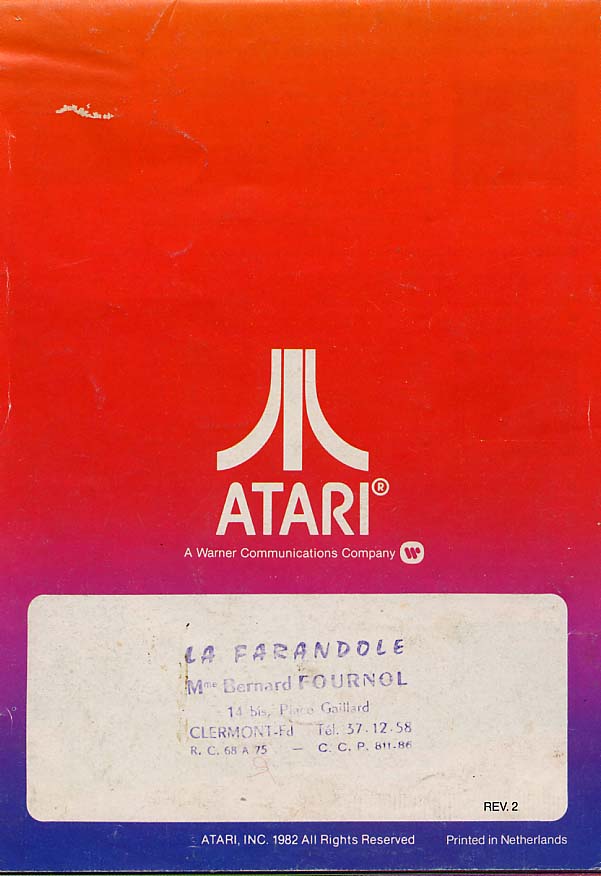 ATARI®
A Warner Communications Company
LA FARANDOLE
Mme Bernard FOURNOL
14 bis, Place Gaillard
CLERMONT-Fd Tél. 37-12-58
R. C. 68 A 75 — C. C. P. 811-86
REV. 2
ATARI, INC. 1982 All Rights Reserved Printed in Netherlands